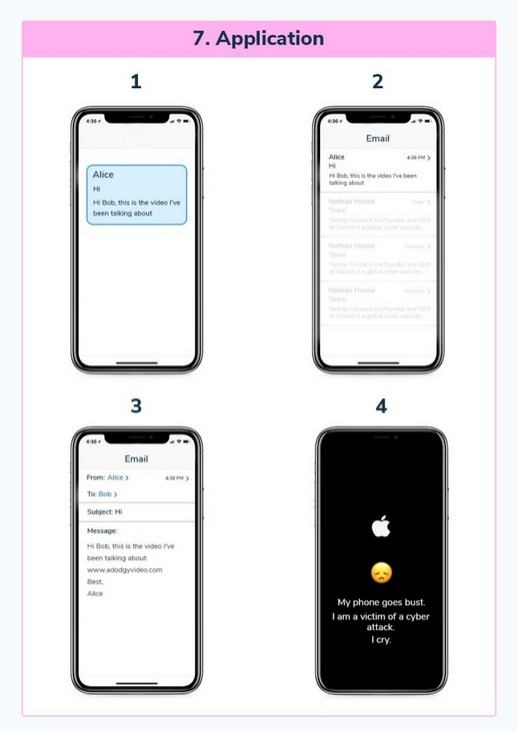 7. Application
1
2
4:36
Alice
Hi
Hi Bob, this is the video I've
been talking about
4:36
Email
Alice 4:38 PM >
Hi
Hi Bob, this is the video I've been
talking about
Nathan House Today >
Team
Nathan House is the founder and CEO
of Station X a global cyber security...
Nathan House Yesterday >
Team
Nathan House is the founder and CEO
of Station X a global cyber security...
Nathan House Yesterday >
Team
Nathan House is the founder and CEO
of Station X a global cyber security...
3
4
4:36
Email
From: Alice > 4:38 PM >
To: Bob >
Subject: Hi
Message:
Hi Bob, this is the video I've
been talking about:
www.adodgyvideo.com
Best,
Alice
My phone goes bust.
I am a victim of a cyber
attack.
I cry.